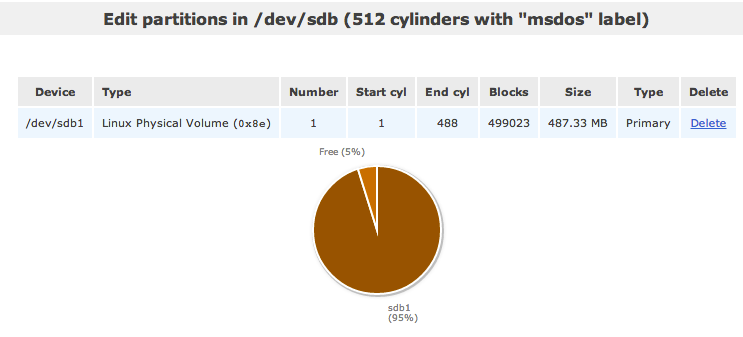 Edit partitions in /dev/sdb (512 cylinders with "msdos" label)
Device Type Number Start cyl End cyl Blocks Size Type Delete
/dev/sdb1 Linux Physical Volume (0x8e) 1 1 488 499023 487.33 MB Primary Delete
Free (5%)
sdb1
(95%)